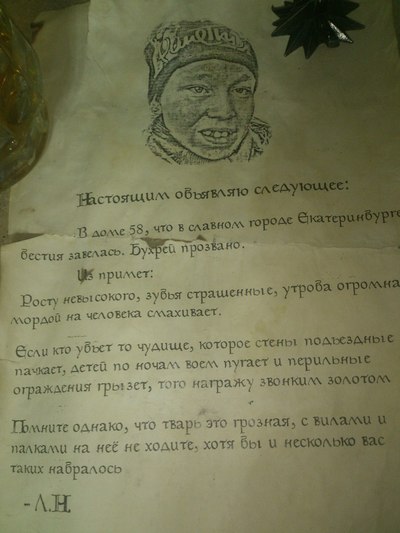 Настоящим объявляю следующее:
В доме 58, что в славном городе Екатеринбурге
бестия завелась. Бухрей прозвано.
Из примет:
Росту невысокого, зубья страшенные, утроба огромна
мордой на человека смахивает.
Если кто убьет то чудище, которое стены подъездные
пачкает, детей по ночам воем пугает и перильные
ограждения грызет, того награжу звонким золотом
Помните однако, что тварь это грозная, с вилами и
палками на неё не ходите, хотя бы и несколько вас
таких набралось
- Л.Н.